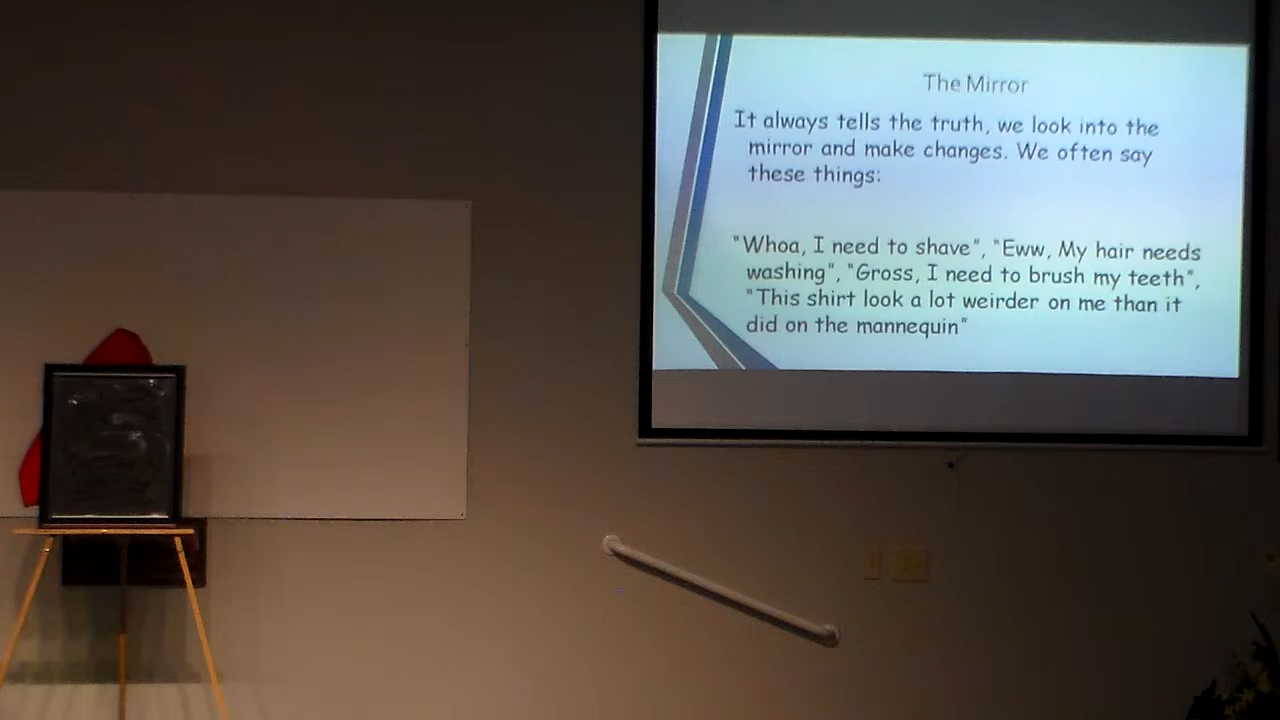 The Mirror
It always tells the truth, we look into the
mirror and make changes. We often say
these things:
"Whoa, I need to shave", "Eww, My hair needs
washing", "Gross, I need to brush my teeth",
"This shirt look a lot weirder on me than it
did on the mannequin"